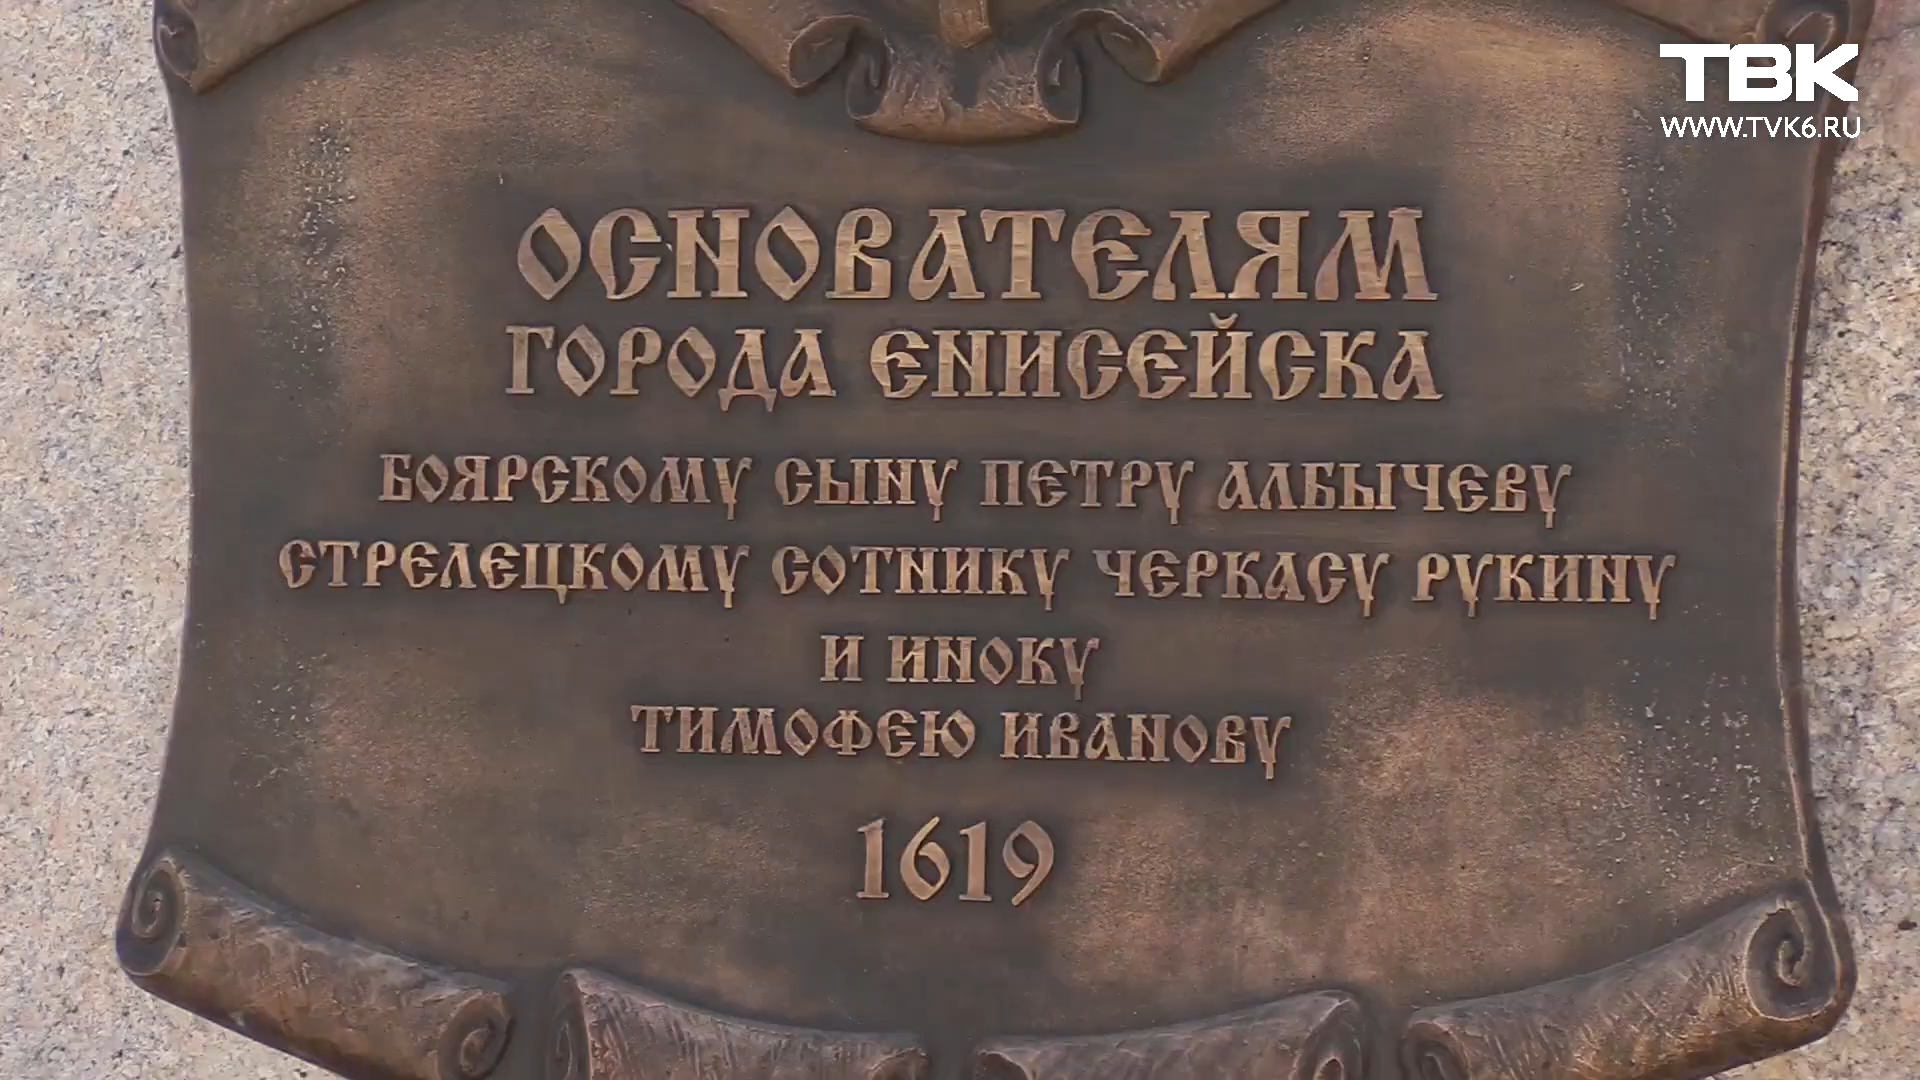 ТВК
WWW.TVK6.RU
ОСНОВАТЕЛЯМ
ГОРОДА ЕНИСЕЙСКА
БОЯРСКОМУ СЫНУ ПЕТРУ АЛБЫЧЕВУ
СТРЕЛЕЦКОМУ СОТНИКУ ЧЕРКАСУ РУКИНУ
И ИНОКУ
ТИМОФЕЮ ИВАНОВУ
1619